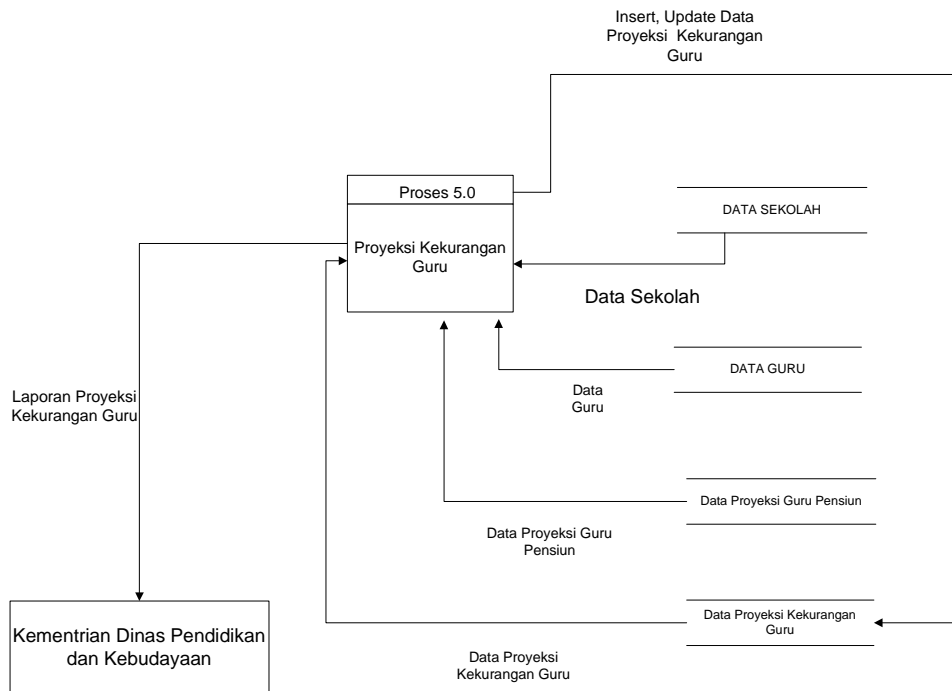 Insert, Update Data
Proyeksi Kekurangan
Guru
Proses 5.0
Proyeksi Kekurangan
Guru
DATA SEKOLAH
Data Sekolah
DATA GURU
Data
Guru
Laporan Proyeksi
Kekurangan Guru
Data Proyeksi Guru Pensiun
Data Proyeksi Guru
Pensiun
Data Proyeksi Kekurangan
Guru
Kementrian Dinas Pendidikan
dan Kebudayaan
Data Proyeksi
Kekurangan Guru